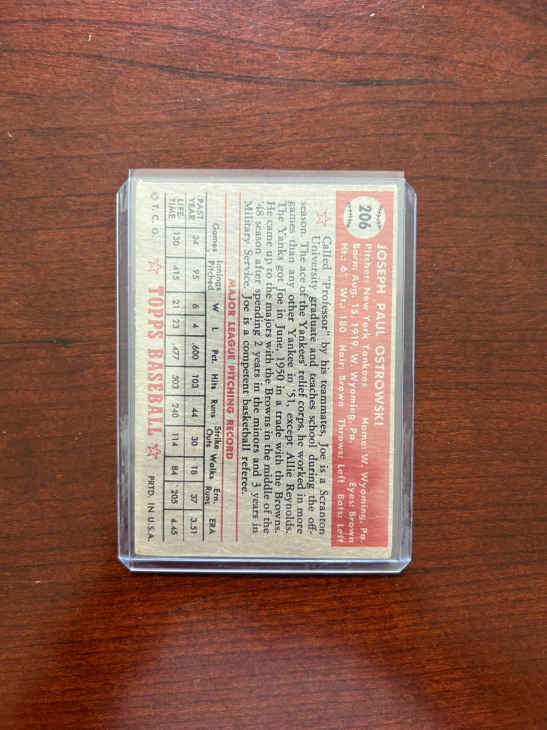 206
JOSEPH PAUL OSTROWSKI
Pitcher: New York Yankees Home: W. Wyoming, Pa.
Born: Aug. 15, 1919, W. Wyoming, Pa. Eyes: Brown
Ht.: 6' Wt.: 180 Hair: Brown Throws: Left Bats: Left
Called "Professor" by his teammates, Joe is a Scranton
University graduate and teaches school during the off-
season. The ace of the Yankees' relief corps, he worked in more
games than any other Yankee in '51, except Allie Reynolds.
The Yanks got Joe in June, 1950 in a trade with the Browns.
He came up to the majors with the Browns in the middle of the
'48 season after spending 2 years in the minors and 3 years in
Military Service. Joe is a competent basketball referee.
MAJOR LEAGUE PITCHING RECORD
Games Innings Pitched W L Pct. Hits Runs Strike Outs Walks Ern. Runs ERA
PAST YEAR 34 95 6 4 .600 103 44 30 18 37 3.51
LIFE TIME 130 415 21 23 .477 503 240 114 84 205 4.45
© T. C. G. TOPPS BASEBALL PRTD. IN U.S.A.